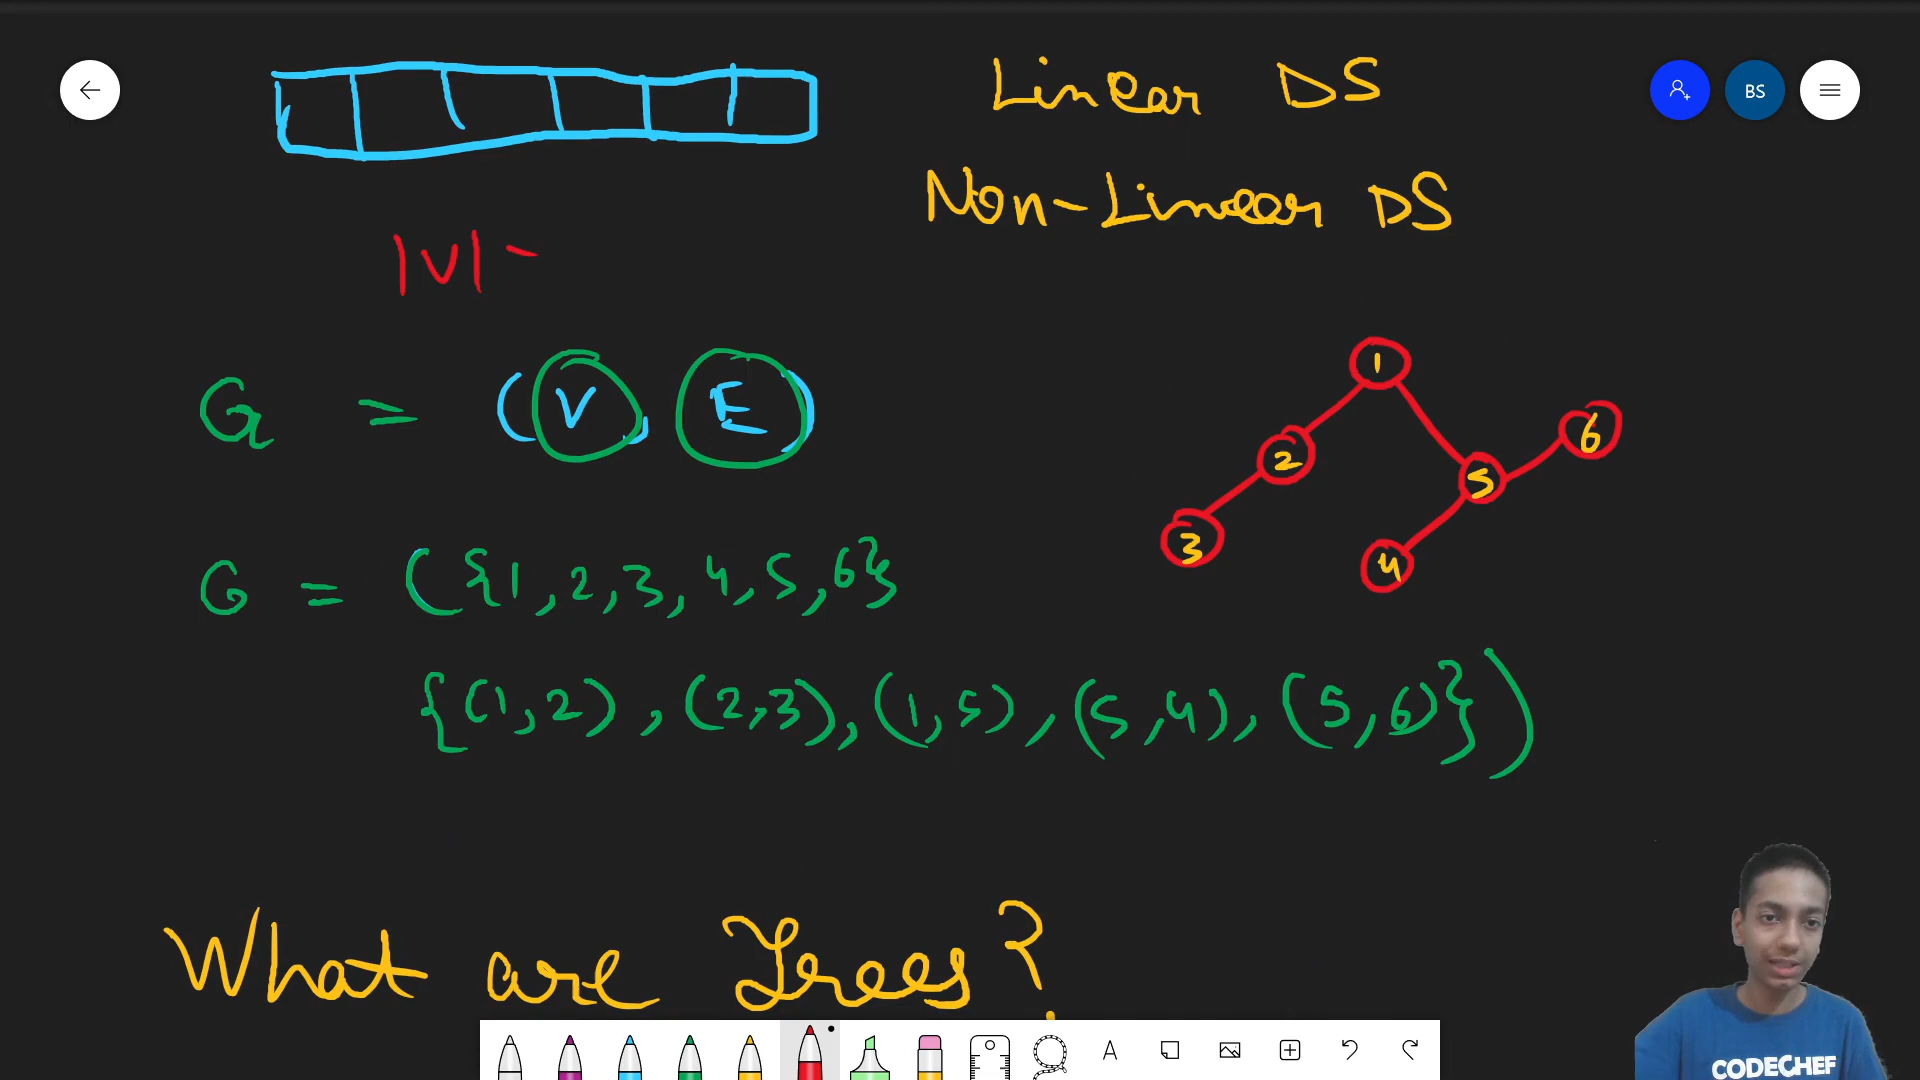 Linear DS
BS
Non-Linear DS
|V| -
G = (V, E)
1
2
6
5
3
4
G = ({1,2,3,4,5,6}
{(1,2), (2,3), (1,5), (5,4), (5,6)})
What are Trees?
A
CODECHEF